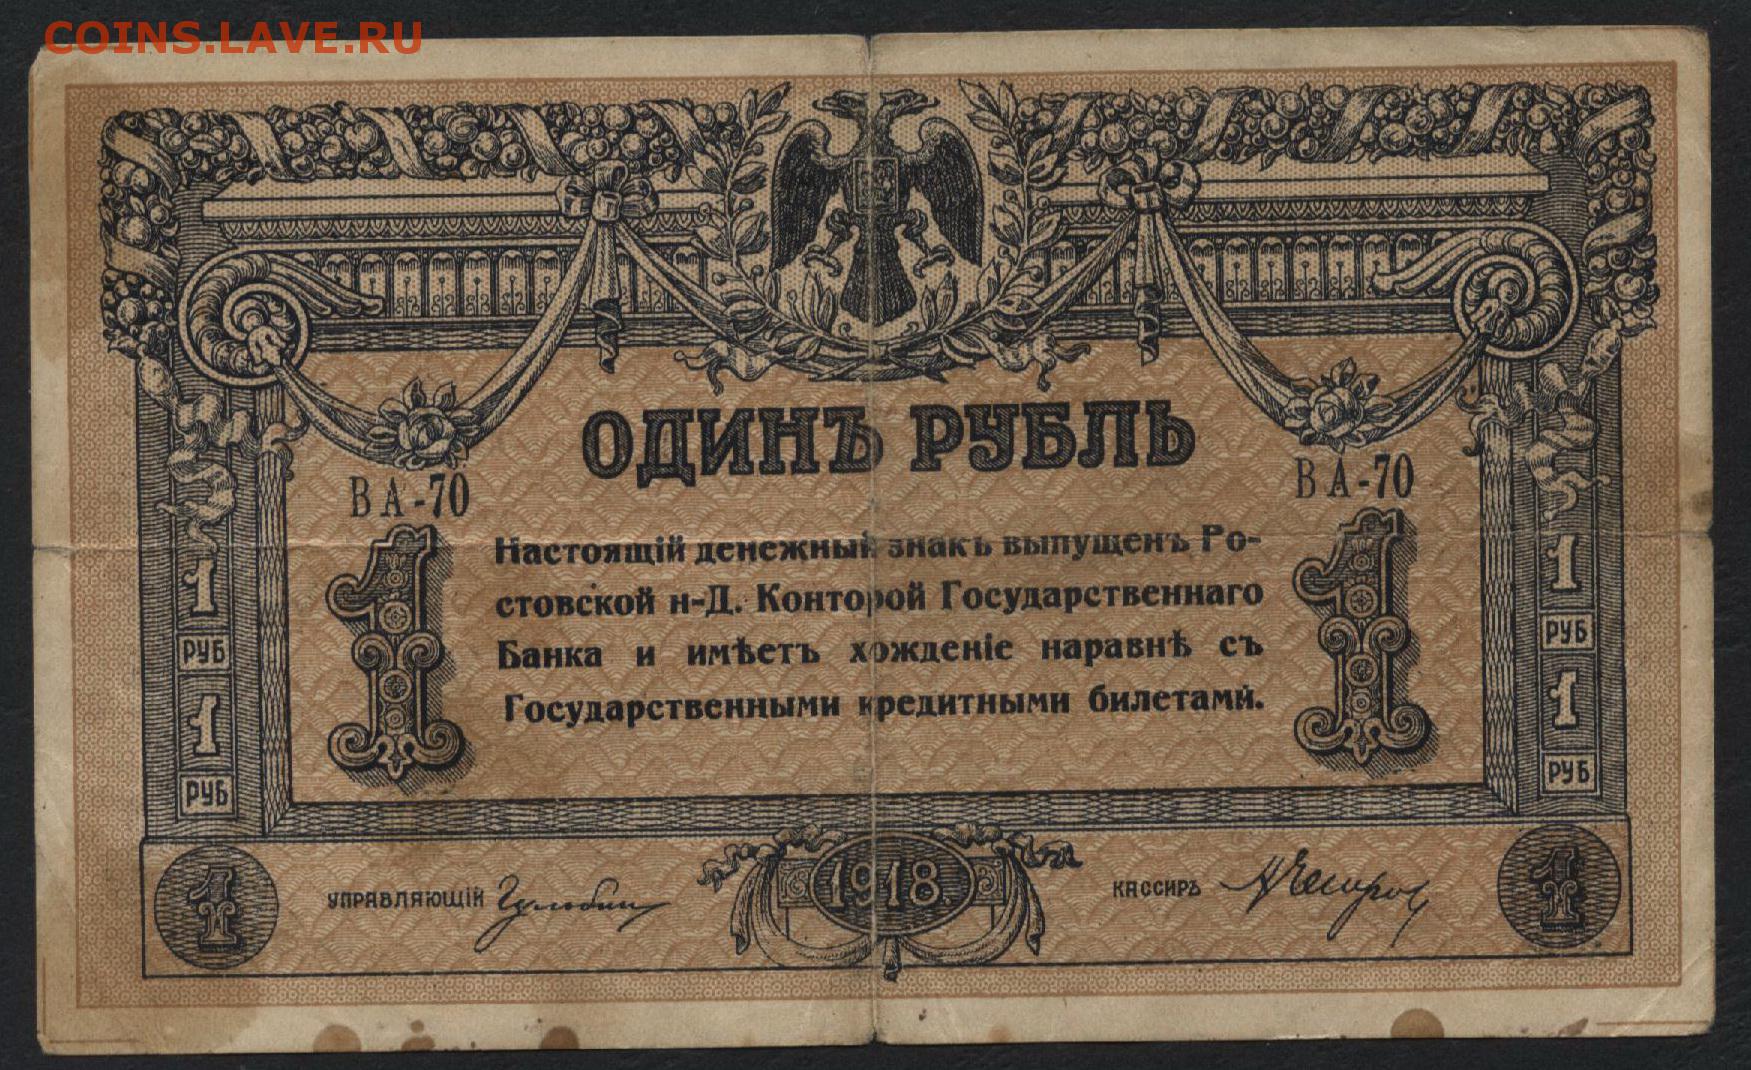 COINS.LAVE.RU
ОДИНЪ РУБЛЬ
ВА-70 ВА-70
1 1
Настоящій денежный знакъ выпущенъ Ро-
стовской н-Д. Конторой Государственнаго
Банка и имѣетъ хожденіе наравнѣ съ
Государственными кредитными билетами.
1 1
РУБ РУБ
1 1
РУБ РУБ
1 УПРАВЛЯЮЩІЙ 1918. КАССИРЪ 1